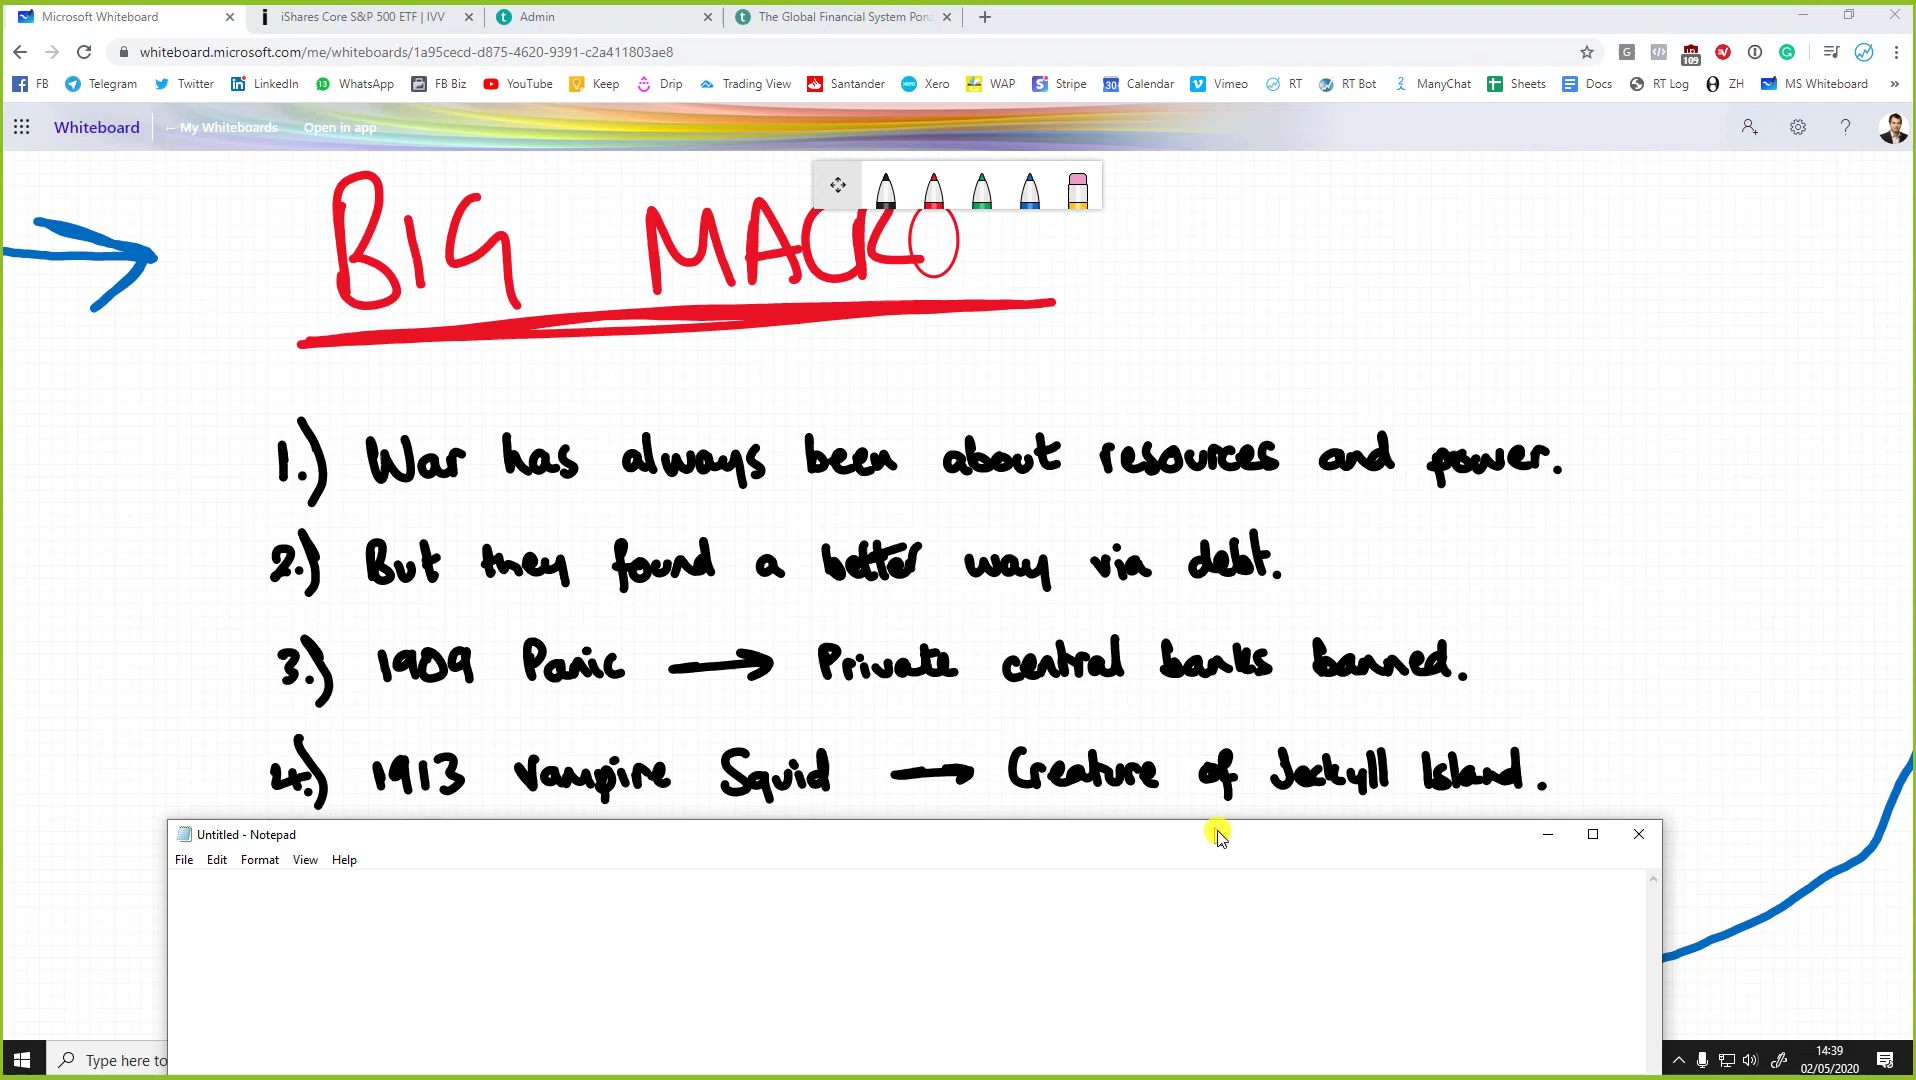 Microsoft Whiteboard
iShares Core S&P 500 ETF | IVV
Admin
The Global Financial System Pon
whiteboard.microsoft.com/me/whiteboards/1a95cecd-d875-4620-9391-c2a411803ae8
109
FB Telegram Twitter LinkedIn WhatsApp FB Biz YouTube Keep Drip Trading View Santander Xero WAP Stripe Calendar Vimeo RT RT Bot ManyChat Sheets Docs RT Log ZH MS Whiteboard »
Whiteboard ← My Whiteboards Open in app
BIG MACRO
1.) War has always been about resources and power.
2.) But they found a better way via debt.
3.) 1909 Panic → Private central banks banned.
4.) 1913 Vampire Squid → Creature of Jeckyll Island.
Untitled - Notepad
File Edit Format View Help
Type here to
14:39
02/05/2020